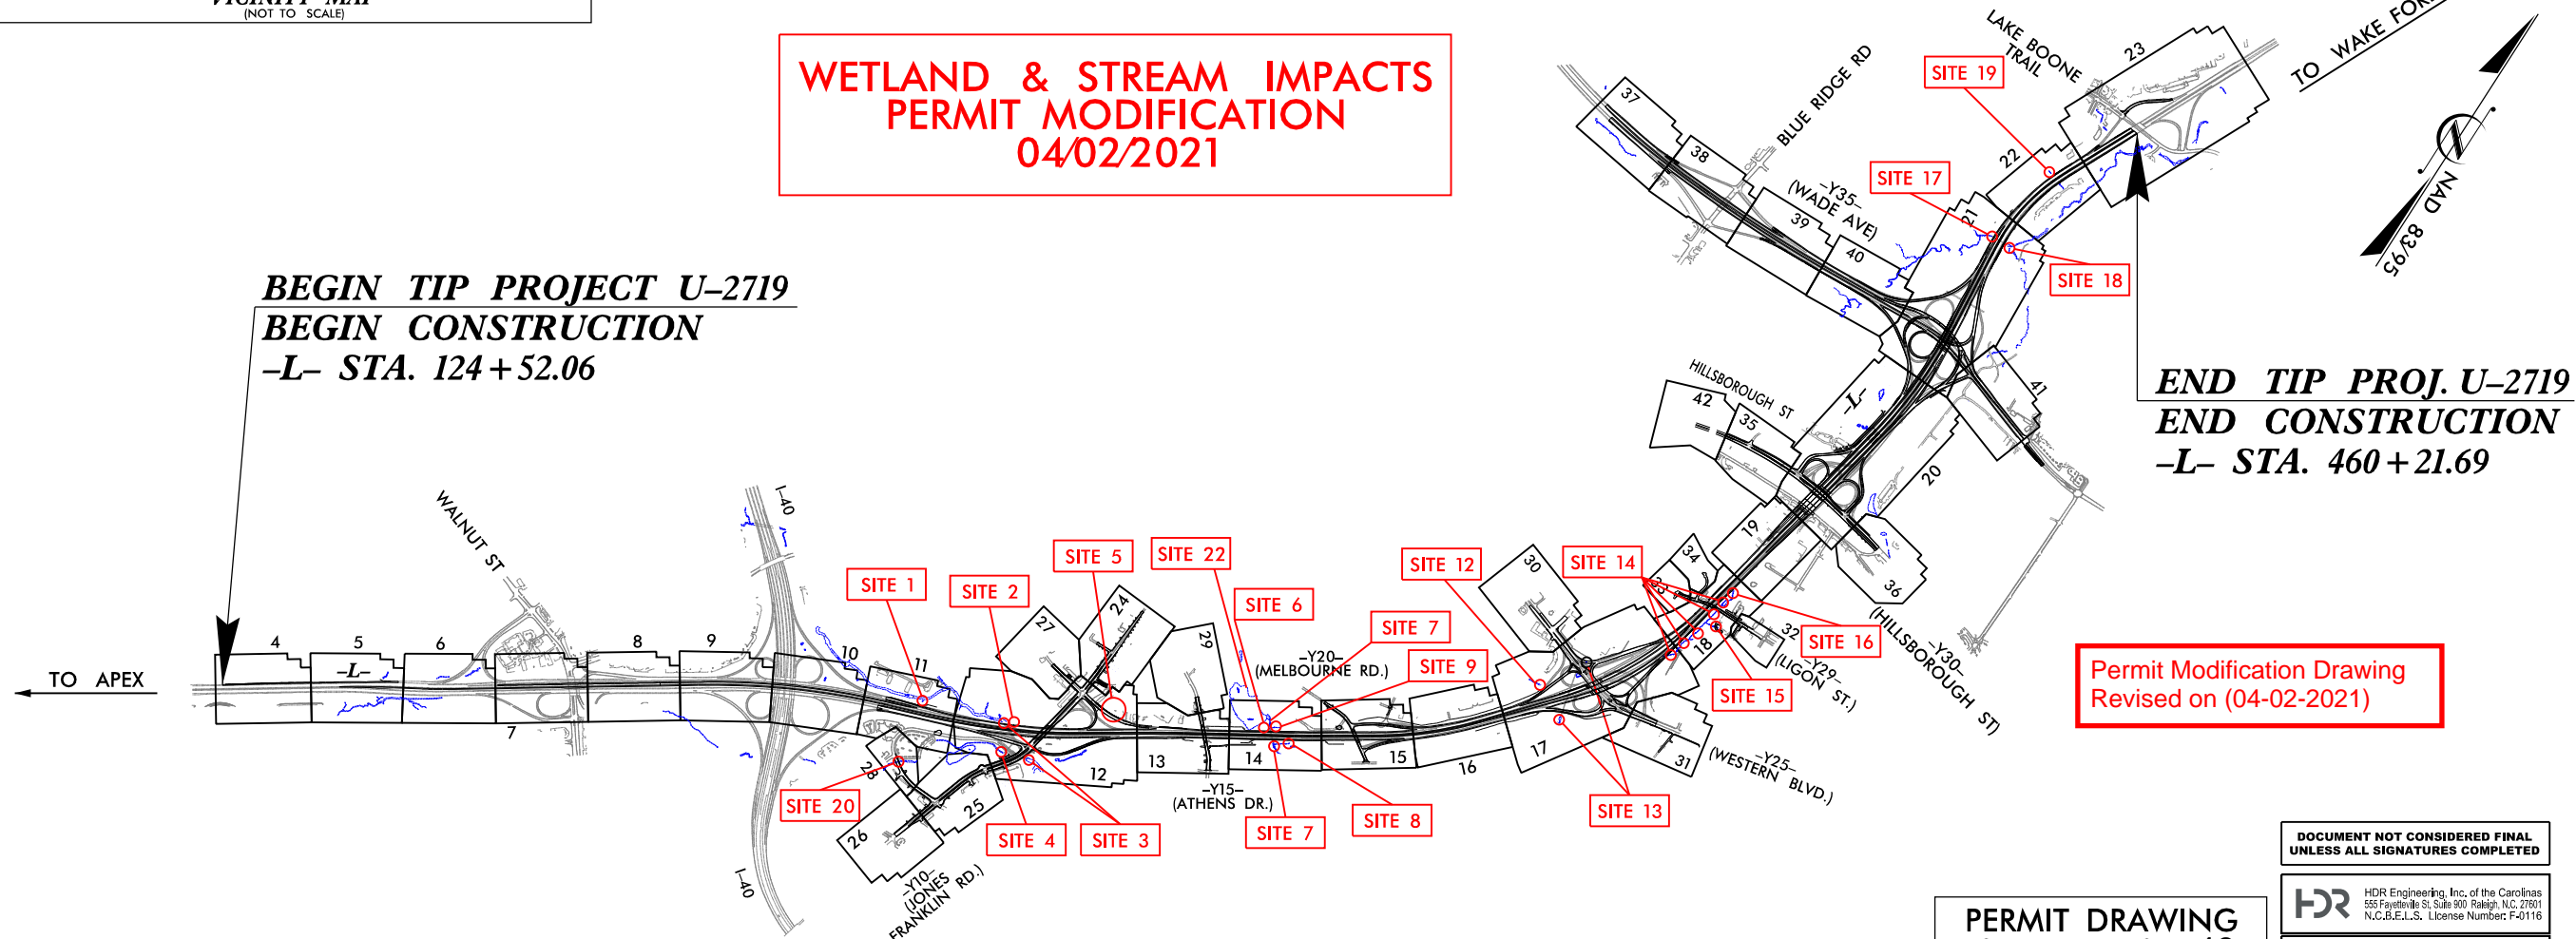 VICINITY MAP
(NOT TO SCALE)
WETLAND & STREAM IMPACTS
PERMIT MODIFICATION
04/02/2021
BEGIN TIP PROJECT U-2719
BEGIN CONSTRUCTION
-L- STA. 124+52.06
TO APEX
WALNUT ST
I-40
I-40
4
5
-L-
6
7
8
9
10
11
12
13
14
15
16
17
18
19
20
21
22
23
24
25
26
27
28
29
30
31
32
33
34
35
36
37
38
39
40
41
42
SITE 1
SITE 2
SITE 5
SITE 22
SITE 6
SITE 7
SITE 9
SITE 12
SITE 14
SITE 16
SITE 15
SITE 13
SITE 8
SITE 7
SITE 3
SITE 4
SITE 20
SITE 19
SITE 17
SITE 18
-Y10-
(JONES
FRANKLIN RD.)
-Y15-
(ATHENS DR.)
-Y20-
(MELBOURNE RD.)
-Y25-
(WESTERN BLVD.)
-Y29-
(LIGON ST.)
-Y30-
(HILLSBOROUGH ST)
HILLSBOROUGH ST
-L-
-Y35-
(WADE AVE)
BLUE RIDGE RD
LAKE BOONE
TRAIL
TO WAKE
NAD 83/95
END TIP PROJ. U-2719
END CONSTRUCTION
-L- STA. 460+21.69
Permit Modification Drawing
Revised on (04-02-2021)
DOCUMENT NOT CONSIDERED FINAL
UNLESS ALL SIGNATURES COMPLETED
HDR
HDR Engineering, Inc. of the Carolinas
555 Fayetteville St, Suite 900 Raleigh, N.C. 27601
N.C.B.E.L.S. License Number: F-0116
PERMIT DRAWING